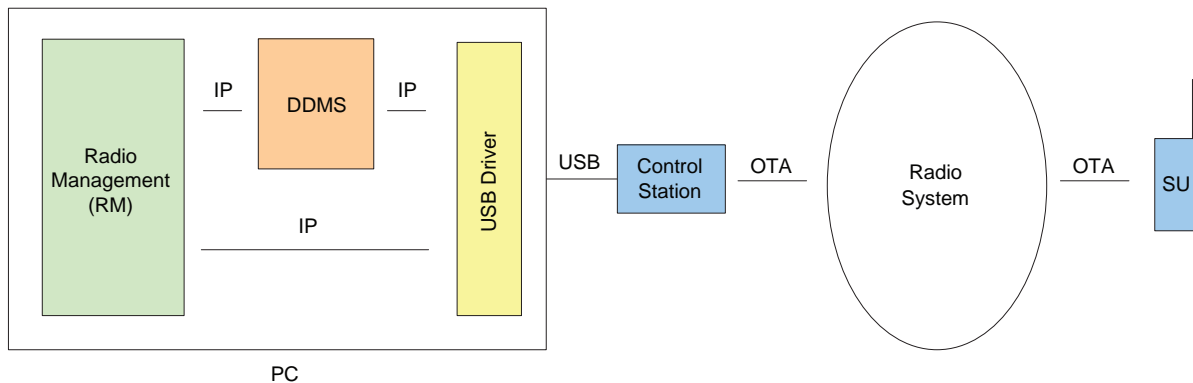 Radio
Management
(RM)
IP
DDMS
IP
IP
USB Driver
PC
USB
Control
Station
OTA
Radio
System
OTA
SU